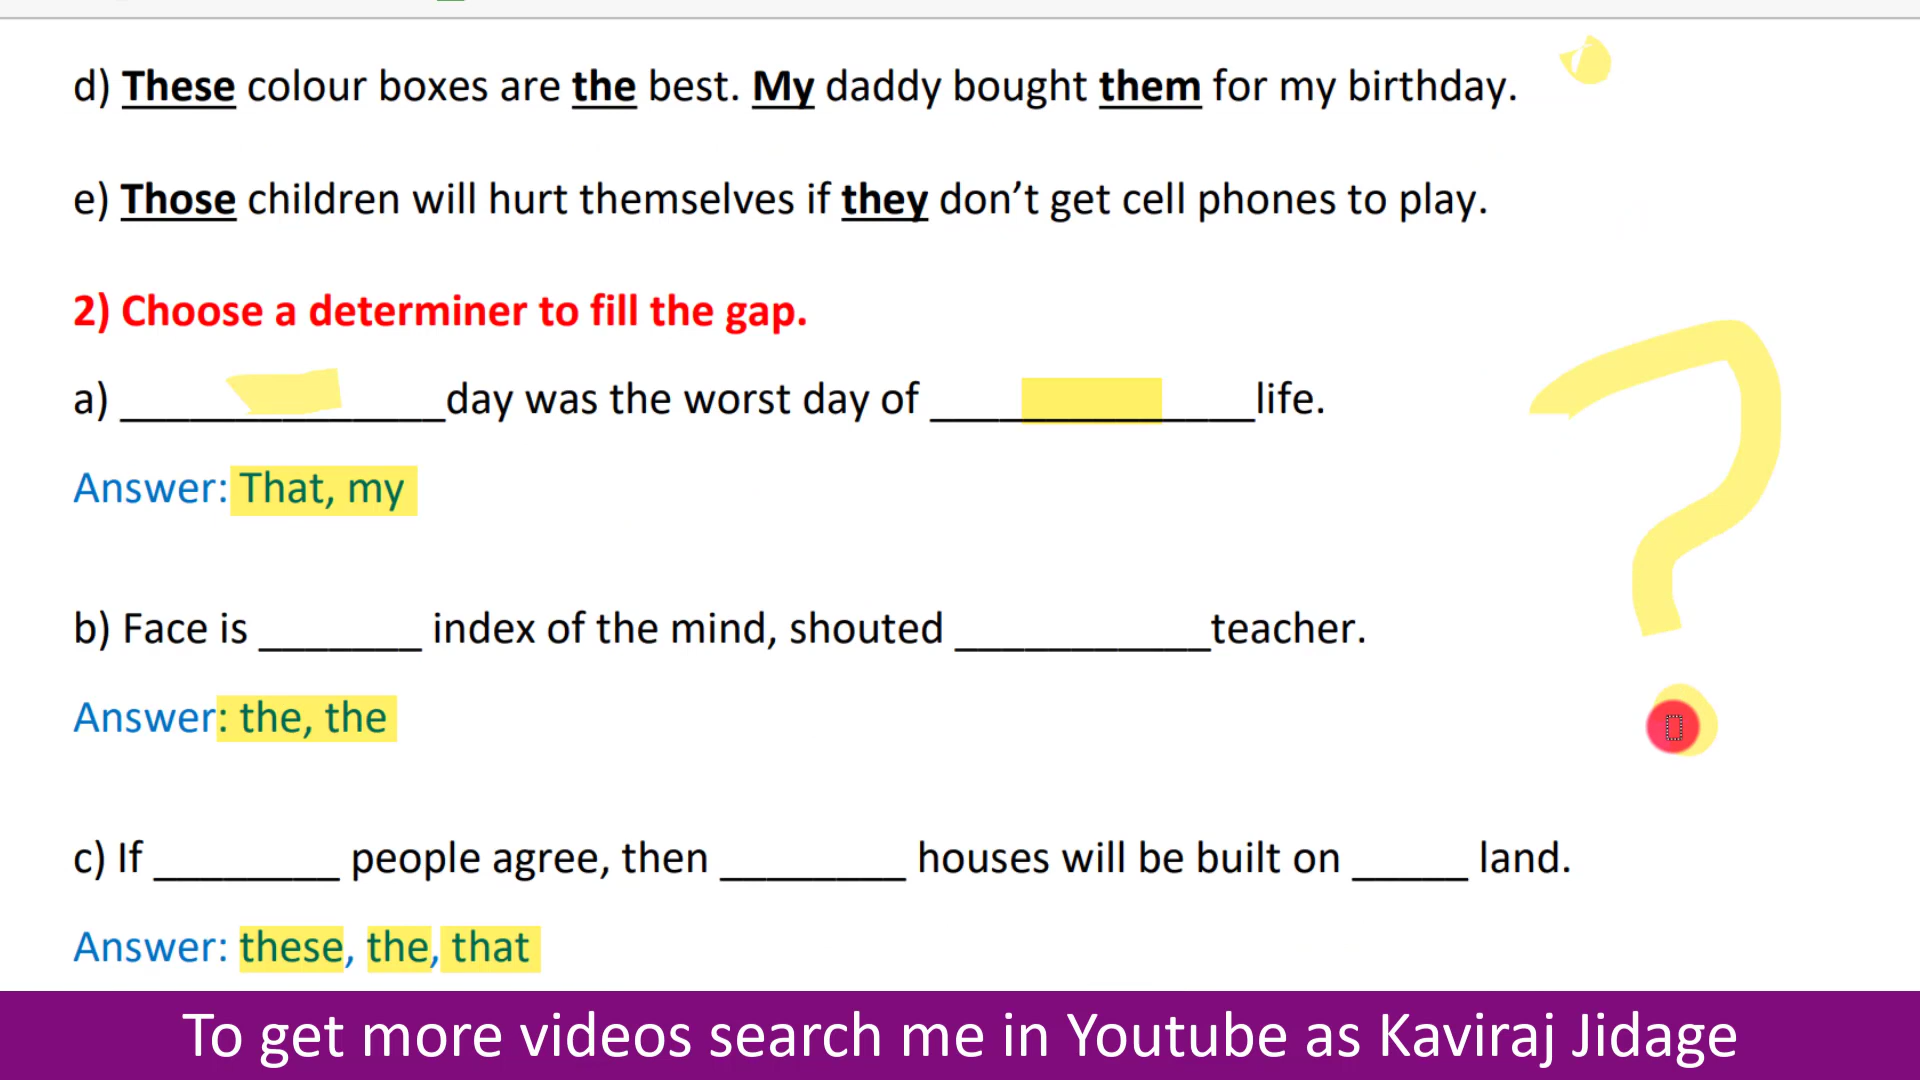 d) These colour boxes are the best. My daddy bought them for my birthday.
e) Those children will hurt themselves if they don’t get cell phones to play.
2) Choose a determiner to fill the gap.
a) ______________day was the worst day of ______________life.
Answer: That, my
b) Face is _______ index of the mind, shouted ___________teacher.
Answer: the, the
c) If ________ people agree, then ________ houses will be built on _____ land.
Answer: these, the, that
To get more videos search me in Youtube as Kaviraj Jidage